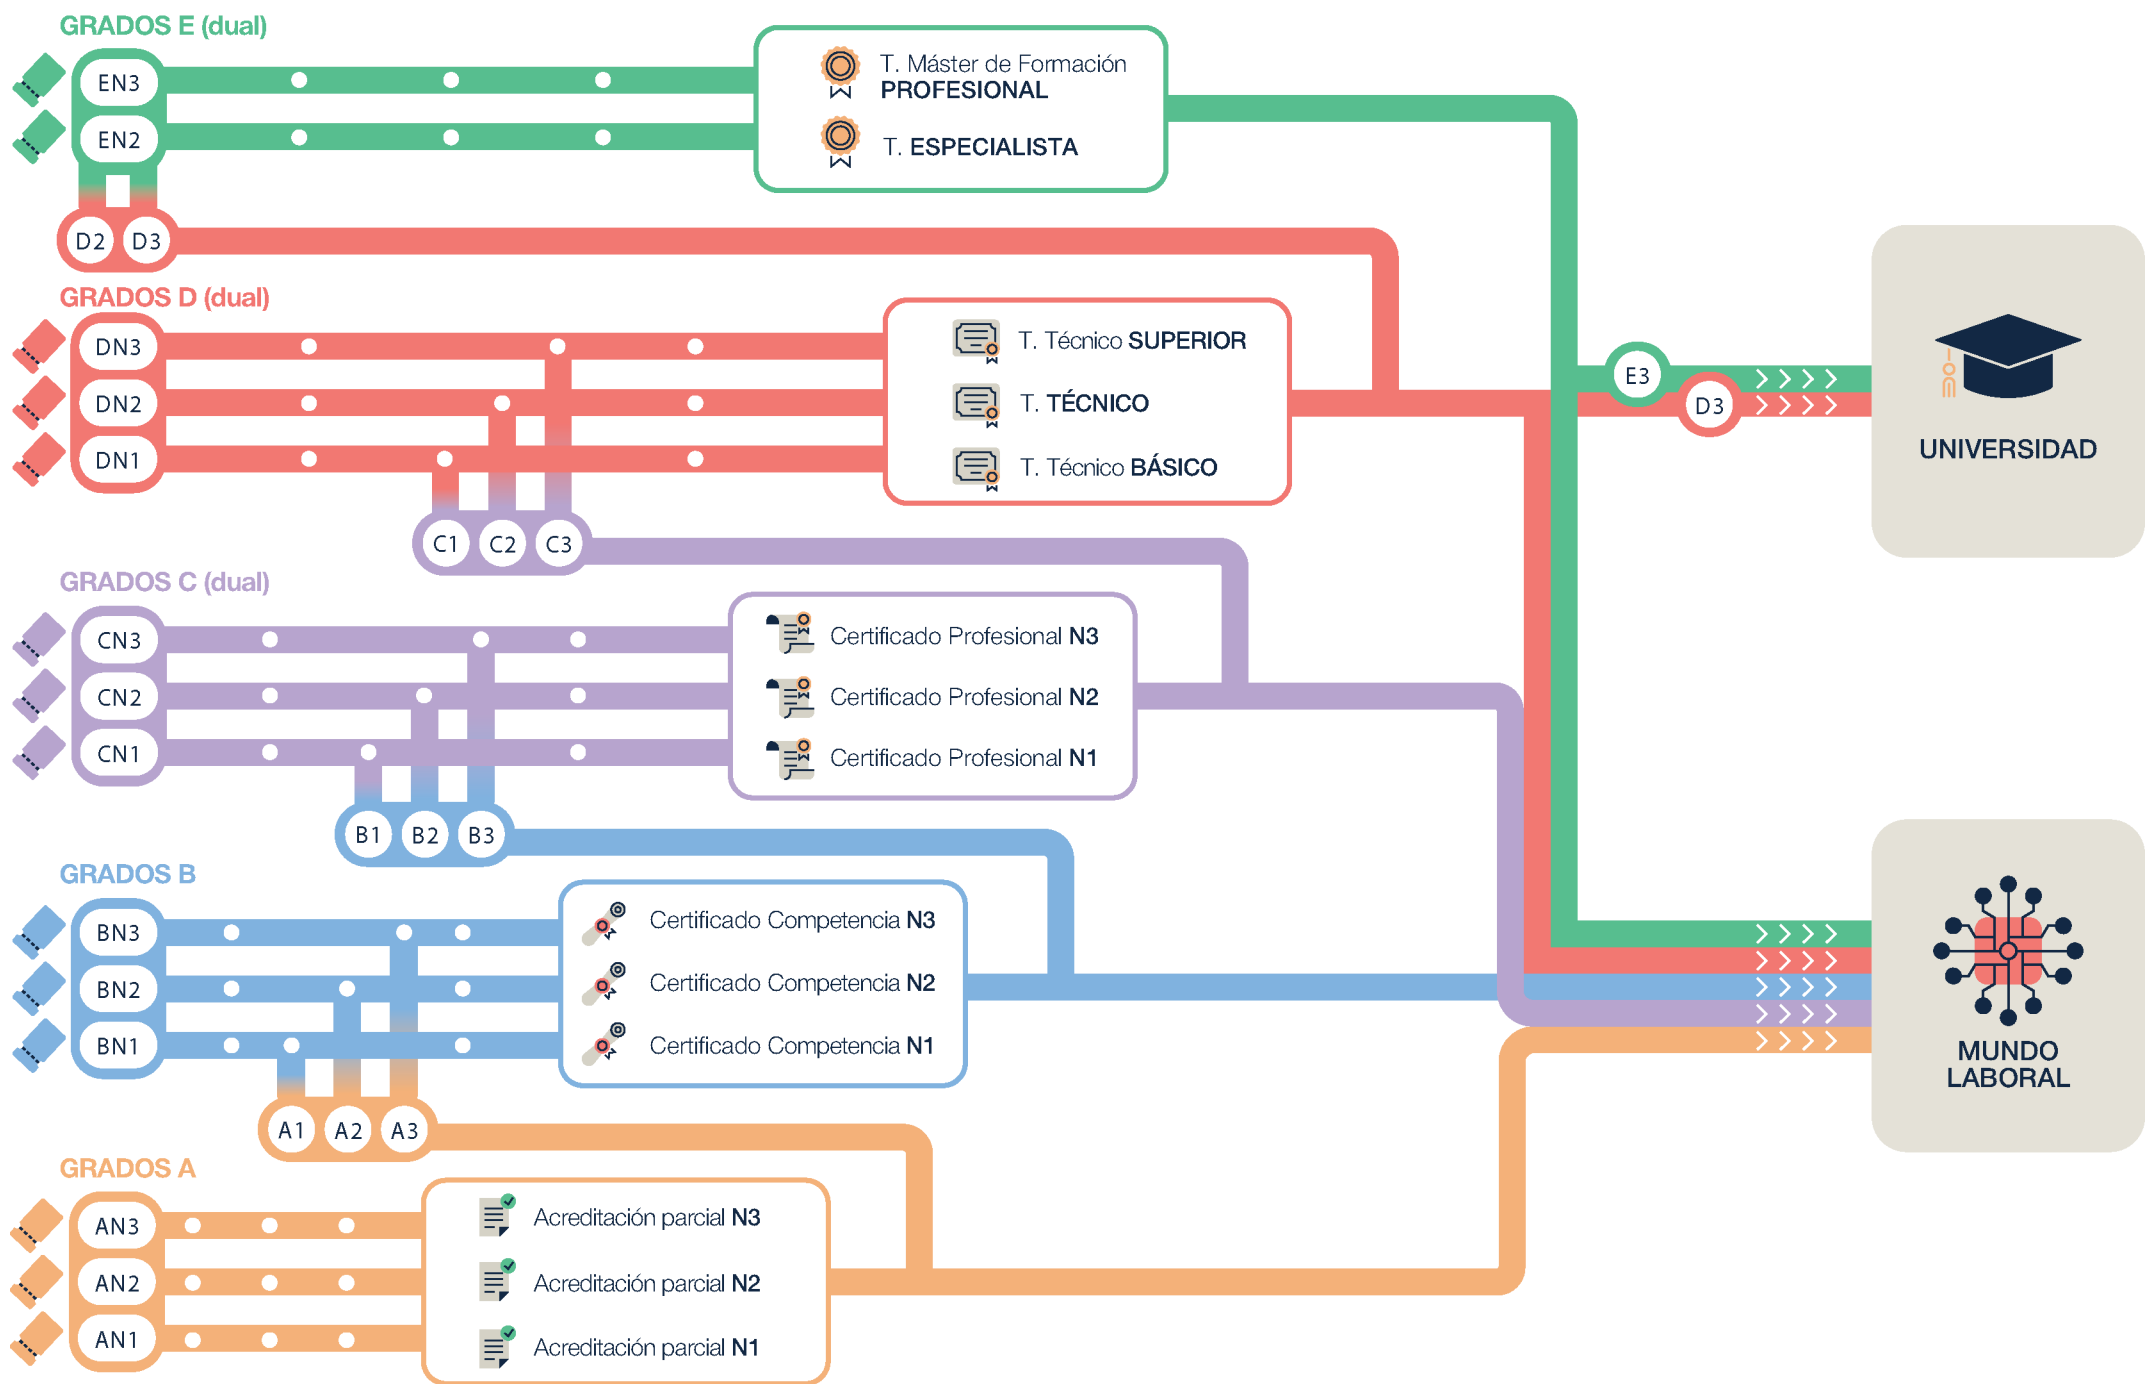 GRADOS E (dual)
EN3
EN2
T. Máster de Formación
PROFESIONAL
T. ESPECIALISTA
D2 D3
GRADOS D (dual)
DN3
DN2
DN1
T. Técnico SUPERIOR
T. TÉCNICO
T. Técnico BÁSICO
E3
D3
UNIVERSIDAD
C1 C2 C3
GRADOS C (dual)
CN3
CN2
CN1
Certificado Profesional N3
Certificado Profesional N2
Certificado Profesional N1
B1 B2 B3
GRADOS B
BN3
BN2
BN1
Certificado Competencia N3
Certificado Competencia N2
Certificado Competencia N1
MUNDO
LABORAL
A1 A2 A3
GRADOS A
AN3
AN2
AN1
Acreditación parcial N3
Acreditación parcial N2
Acreditación parcial N1